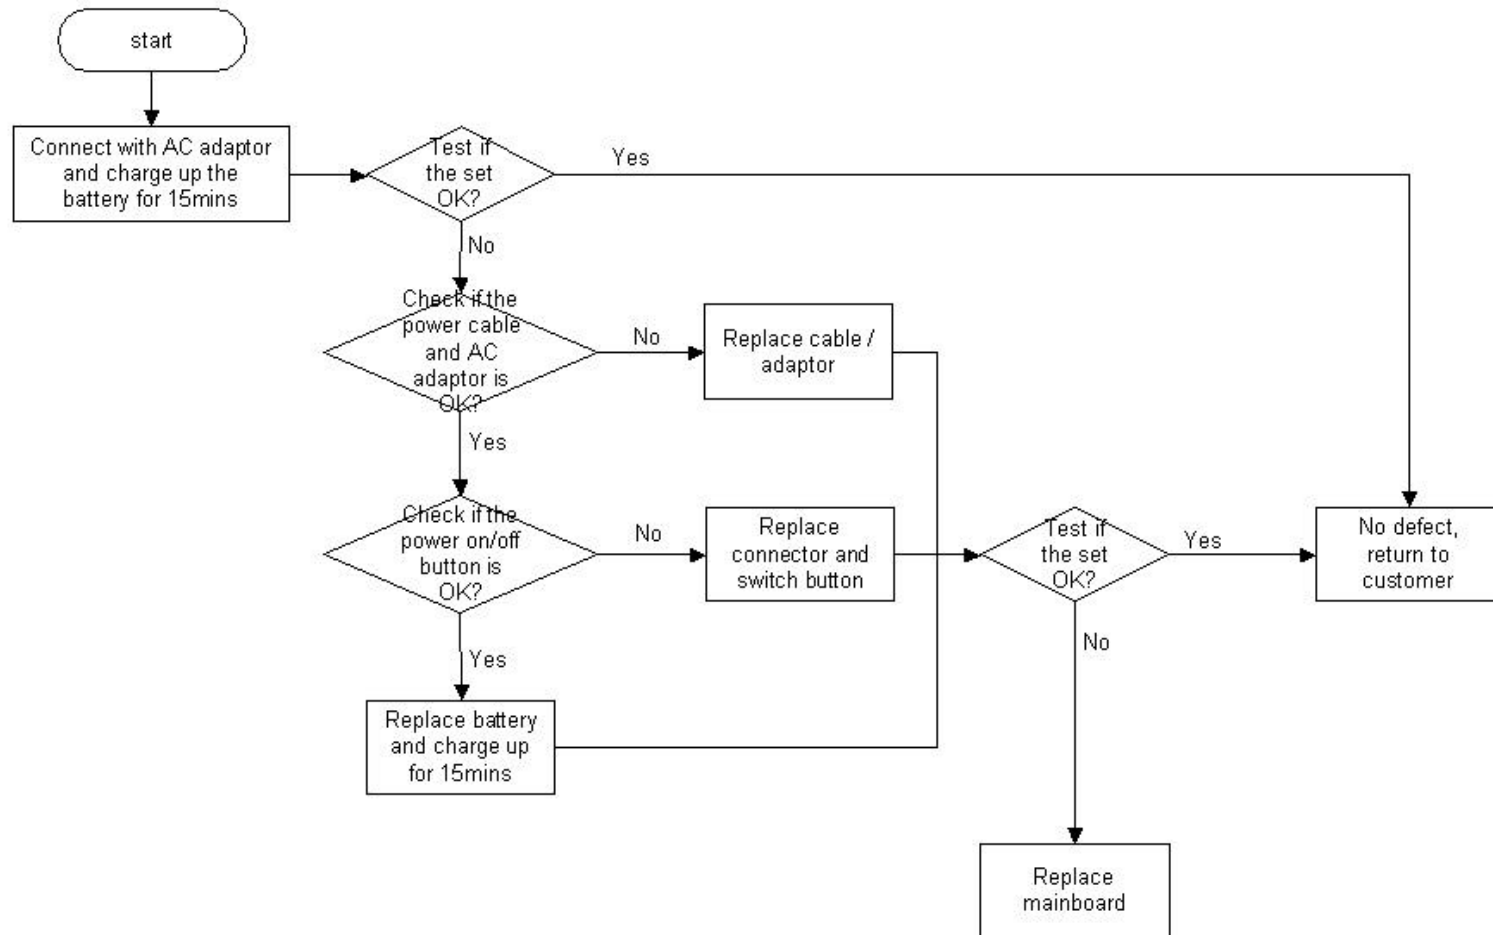 start
Connect with AC adaptor
and charge up the
battery for 15mins
Test if
the set
OK?
Yes
No
Check if the
power cable
and AC
adaptor is
OK?
No
Replace cable /
adaptor
Yes
Check if the
power on/off
button is
OK?
No
Replace
connector and
switch button
Test if
the set
OK?
Yes
No defect,
return to
customer
Yes
No
Replace battery
and charge up
for 15mins
Replace
mainboard